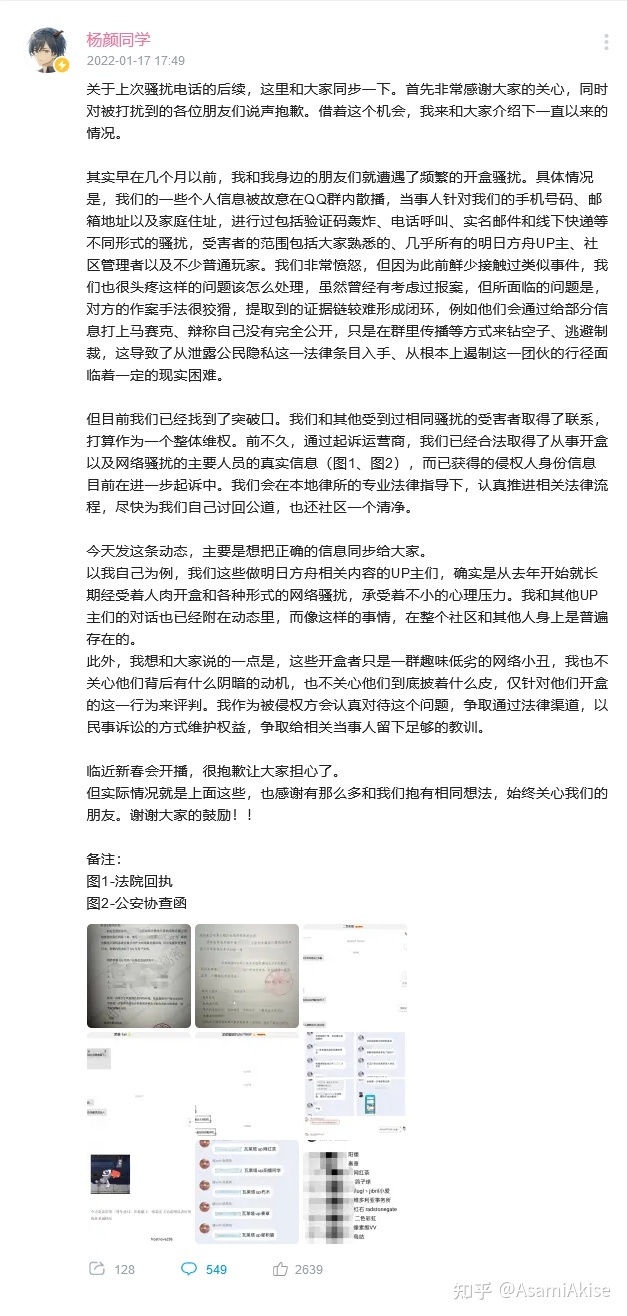 杨颜同学
2022-01-17 17:49
关于上次骚扰电话的后续，这里和大家同步一下。首先非常感谢大家的关心，同时
对被打扰到的各位朋友们说声抱歉。借着这个机会，我来和大家介绍下一直以来的
情况。
其实早在几个月以前，我和我身边的朋友们就遭遇了频繁的开盒骚扰。具体情况
是，我们的一些个人信息被故意在QQ群内散播，当事人针对我们的手机号码、邮
箱地址以及家庭住址，进行过包括验证码轰炸、电话呼叫、实名邮件和线下快递等
不同形式的骚扰，受害者的范围包括大家熟悉的、几乎所有的明日方舟UP主、社
区管理者以及不少普通玩家。我们非常愤怒，但因为此前鲜少接触过类似事件，我
们也很头疼这样的问题该怎么处理，虽然曾经有考虑过报案，但所面临的问题是，
对方的作案手法很狡猾，提取到的证据链较难形成闭环，例如他们会通过给部分信
息打上马赛克、辩称自己没有完全公开，只是在群里传播等方式来钻空子、逃避制
裁，这导致了从泄露公民隐私这一法律条目入手、从根本上遏制这一团伙的行径面
临着一定的现实困难。
但目前我们已经找到了突破口。我们和其他受到过相同骚扰的受害者取得了联系，
打算作为一个整体维权。前不久，通过起诉运营商，我们已经合法取得了从事开盒
以及网络骚扰的主要人员的真实信息（图1、图2），而已获得的侵权人身份信息
目前在进一步起诉中。我们会在本地律所的专业法律指导下，认真推进相关法律流
程，尽快为我们自己讨回公道，也还社区一个清净。
今天发这条动态，主要是想把正确的信息同步给大家。
以我自己为例，我们这些做明日方舟相关内容的UP主们，确实是从去年开始就长
期经受着人肉开盒和各种形式的网络骚扰，承受着不小的心理压力。我和其他UP
主们的对话也已经附在动态里，而像这样的事情，在整个社区和其他人身上是普遍
存在的。
此外，我想和大家说的一点是，这些开盒者只是一群趣味低劣的网络小丑，我也不
关心他们背后有什么阴暗的动机，也不关心他们到底披着什么皮，仅针对他们开盒
的这一行为来评判。我作为被侵权方会认真对待这个问题，争取通过法律渠道，以
民事诉讼的方式维护权益，争取给相关当事人留下足够的教训。
临近新春会开播，很抱歉让大家担心了。
但实际情况就是上面这些，也感谢有那么多和我们抱有相同想法，始终关心我们的
朋友。谢谢大家的鼓励！！
备注：
图1-法院回执
图2-公安协查函
瓦莱塔up网红茶
128
549
2639
知乎 @AsamiAkise